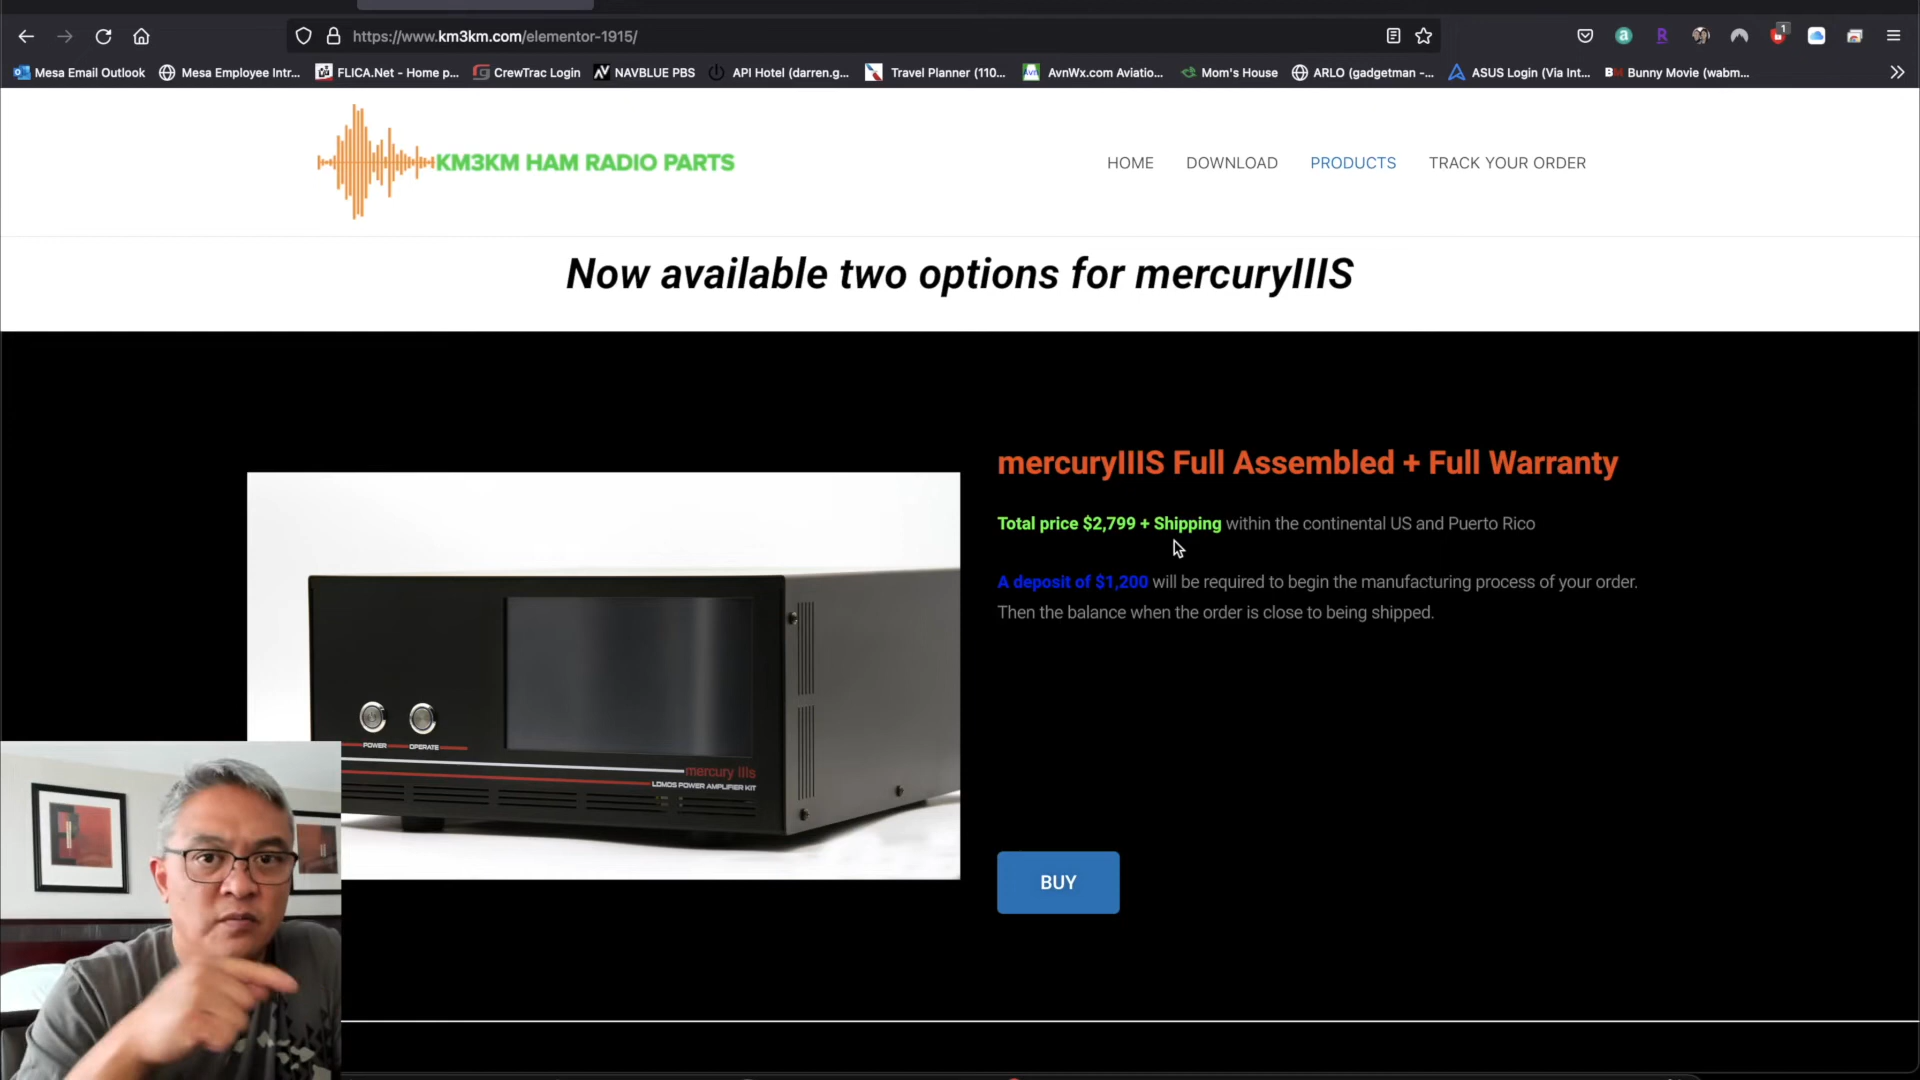 https://www.km3km.com/elementor-1915/
1
Mesa Email Outlook
Mesa Employee Intr...
FLICA.Net - Home p...
CrewTrac Login
NAVBLUE PBS
API Hotel (darren.g...
Travel Planner (110...
AvnWx.com Aviatio...
Mom's House
ARLO (gadgetman -...
ASUS Login (Via Int...
Bunny Movie (wabm...
KM3KM HAM RADIO PARTS
HOME
DOWNLOAD
PRODUCTS
TRACK YOUR ORDER
Now available two options for mercuryIIIS
mercuryIIIS Full Assembled + Full Warranty
Total price $2,799 + Shipping within the continental US and Puerto Rico
A deposit of $1,200 will be required to begin the manufacturing process of your order.
Then the balance when the order is close to being shipped.
POWER
OPERATE
mercury IIIs
LDMOS POWER AMPLIFIER KIT
BUY